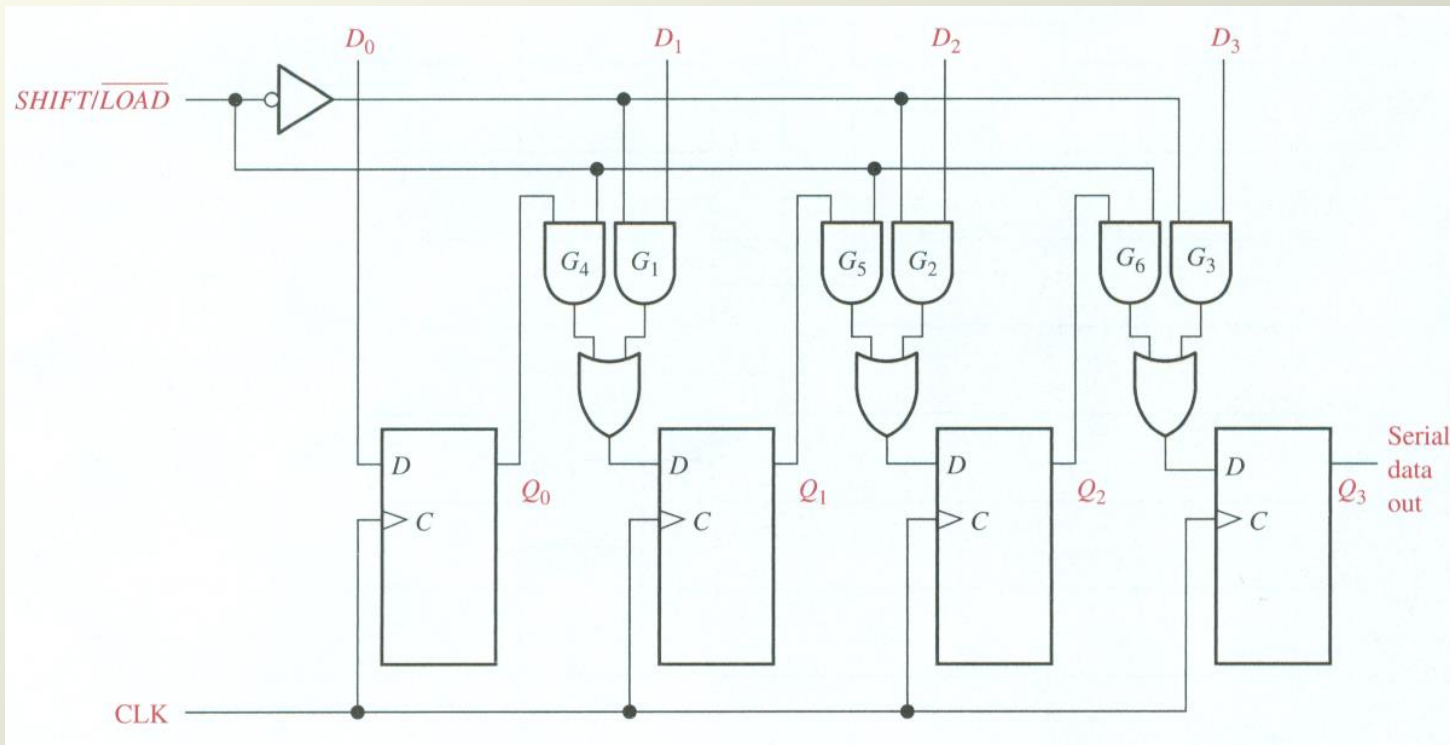 D₀ D₁ D₂ D₃
SHIFT/L̅O̅A̅D̅
G₄ G₁ G₅ G₂ G₆ G₃
D D D D
Q₀ Q₁ Q₂ Q₃
C C C C
Serial
data
out
CLK